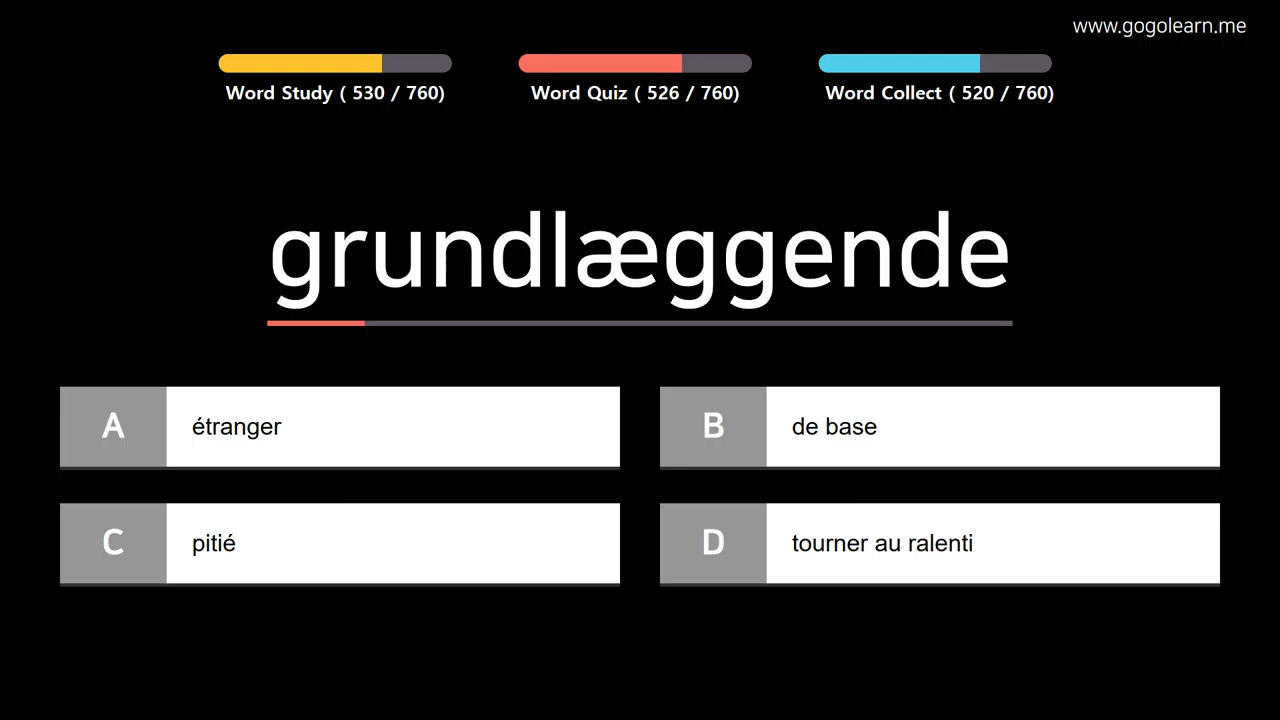 www.gogolearn.me
Word Study ( 530 / 760)
Word Quiz ( 526 / 760)
Word Collect ( 520 / 760)
grundlæggende
A étranger
B de base
C pitié
D tourner au ralenti